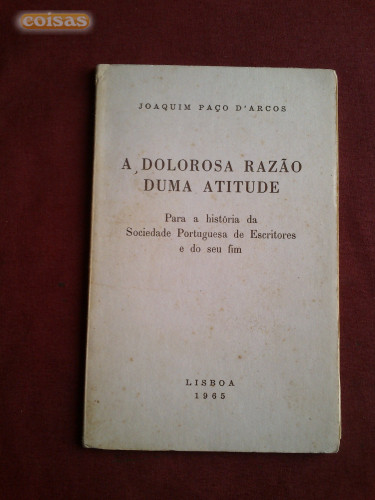 coisas
JOAQUIM PAÇO D'ARCOS
A DOLOROSA RAZÃO
DUMA ATITUDE
Para a história da
Sociedade Portuguesa de Escritores
e do seu fim
LISBOA
1965